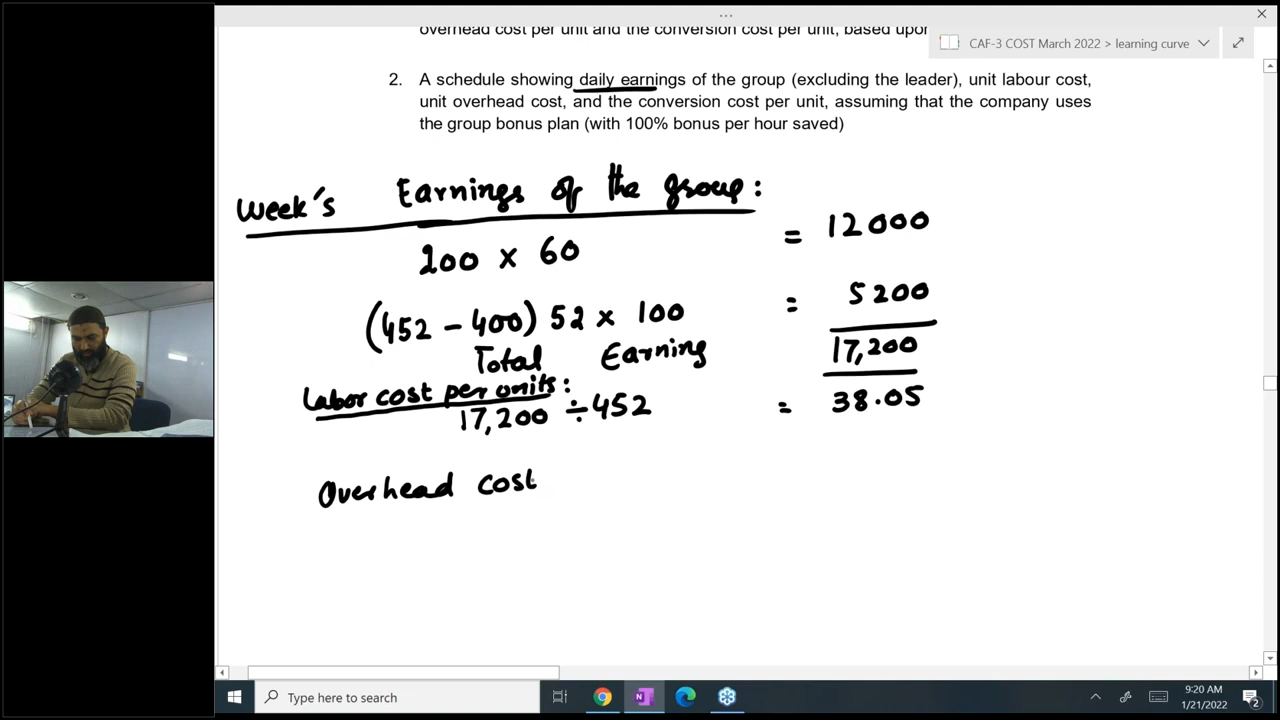 overhead cost per unit and the conversion cost per unit, based upon
CAF-3 COST March 2022 > learning curve
2. A schedule showing daily earnings of the group (excluding the leader), unit labour cost,
unit overhead cost, and the conversion cost per unit, assuming that the company uses
the group bonus plan (with 100% bonus per hour saved)
Week's Earnings of the group:
200 x 60 = 12000
(452 - 400) 52 x 100 = 5200
Total Earning 17,200
Labor cost per units:
17,200 ÷ 452 = 38.05
Overhead cost
Type here to search
9:20 AM
1/21/2022
2